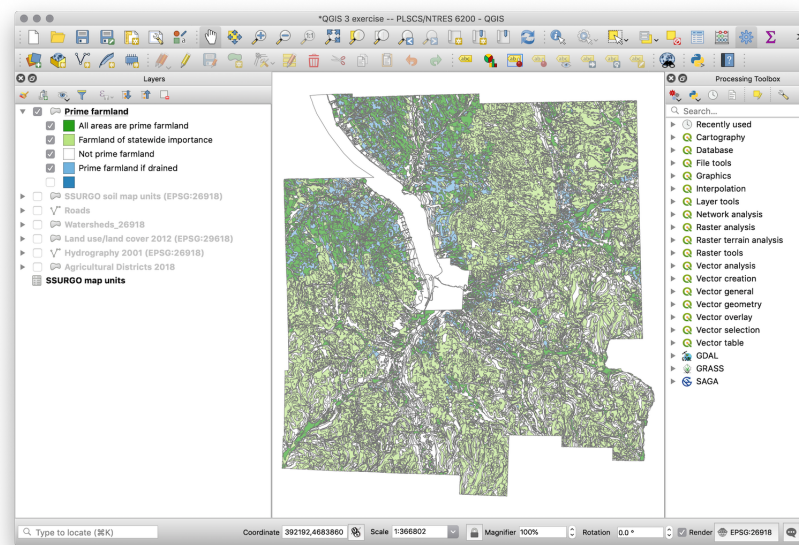 *QGIS 3 exercise -- PLSCS/NTRES 6200 - QGIS
Layers
Prime farmland
All areas are prime farmland
Farmland of statewide importance
Not prime farmland
Prime farmland if drained
SSURGO soil map units (EPSG:26918)
Roads
Watersheds_26918
Land use/land cover 2012 (EPSG:29618)
Hydrography 2001 (EPSG:26918)
Agricultural Districts 2018
SSURGO map units
Processing Toolbox
Search...
Recently used
Cartography
Database
File tools
Graphics
Interpolation
Layer tools
Network analysis
Raster analysis
Raster terrain analysis
Raster tools
Vector analysis
Vector creation
Vector general
Vector geometry
Vector overlay
Vector selection
Vector table
GDAL
GRASS
SAGA
Type to locate (⌘K)
Coordinate 392192,4683860 Scale 1:366802 Magnifier 100% Rotation 0.0 ° Render EPSG:26918